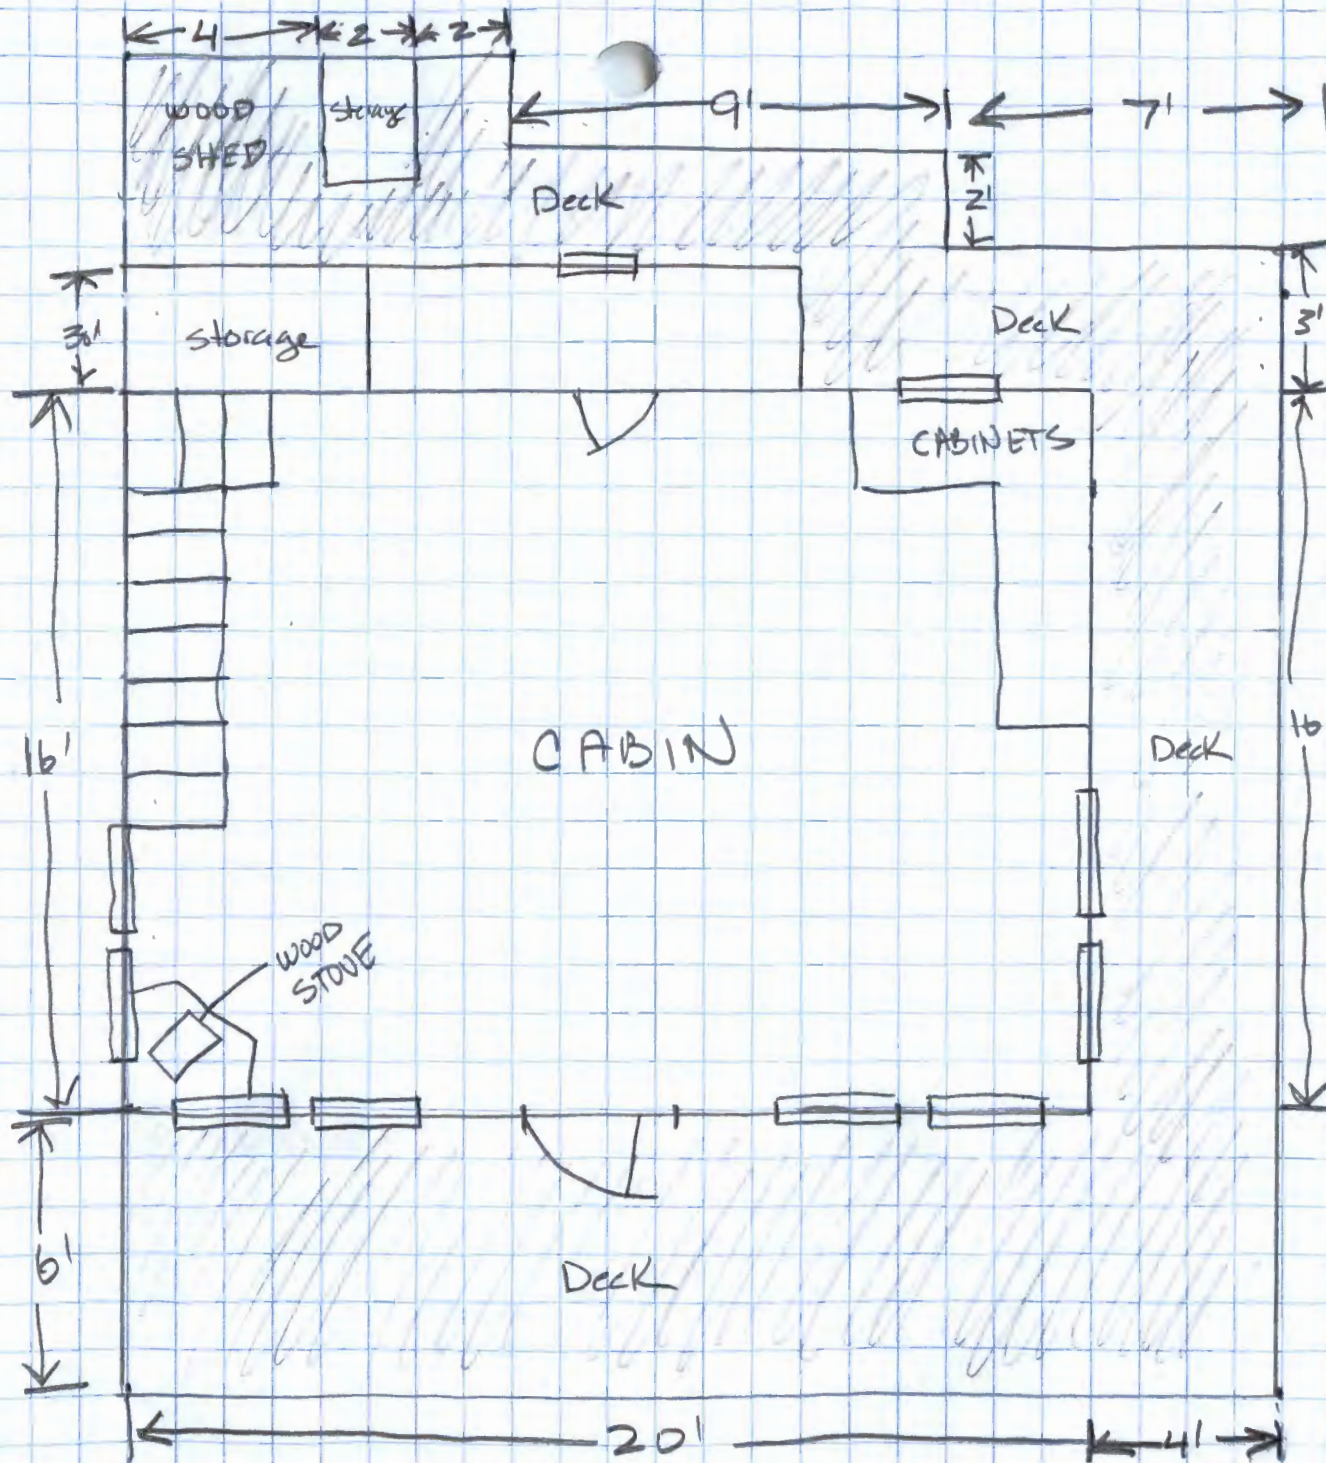 4 2 2
9' 7'
WOOD
SHED
Storage
Deck
2'
3'
storage
Deck
3'
CABINETS
16'
CABIN
Deck
16
WOOD
STOVE
6'
Deck
20' 4'